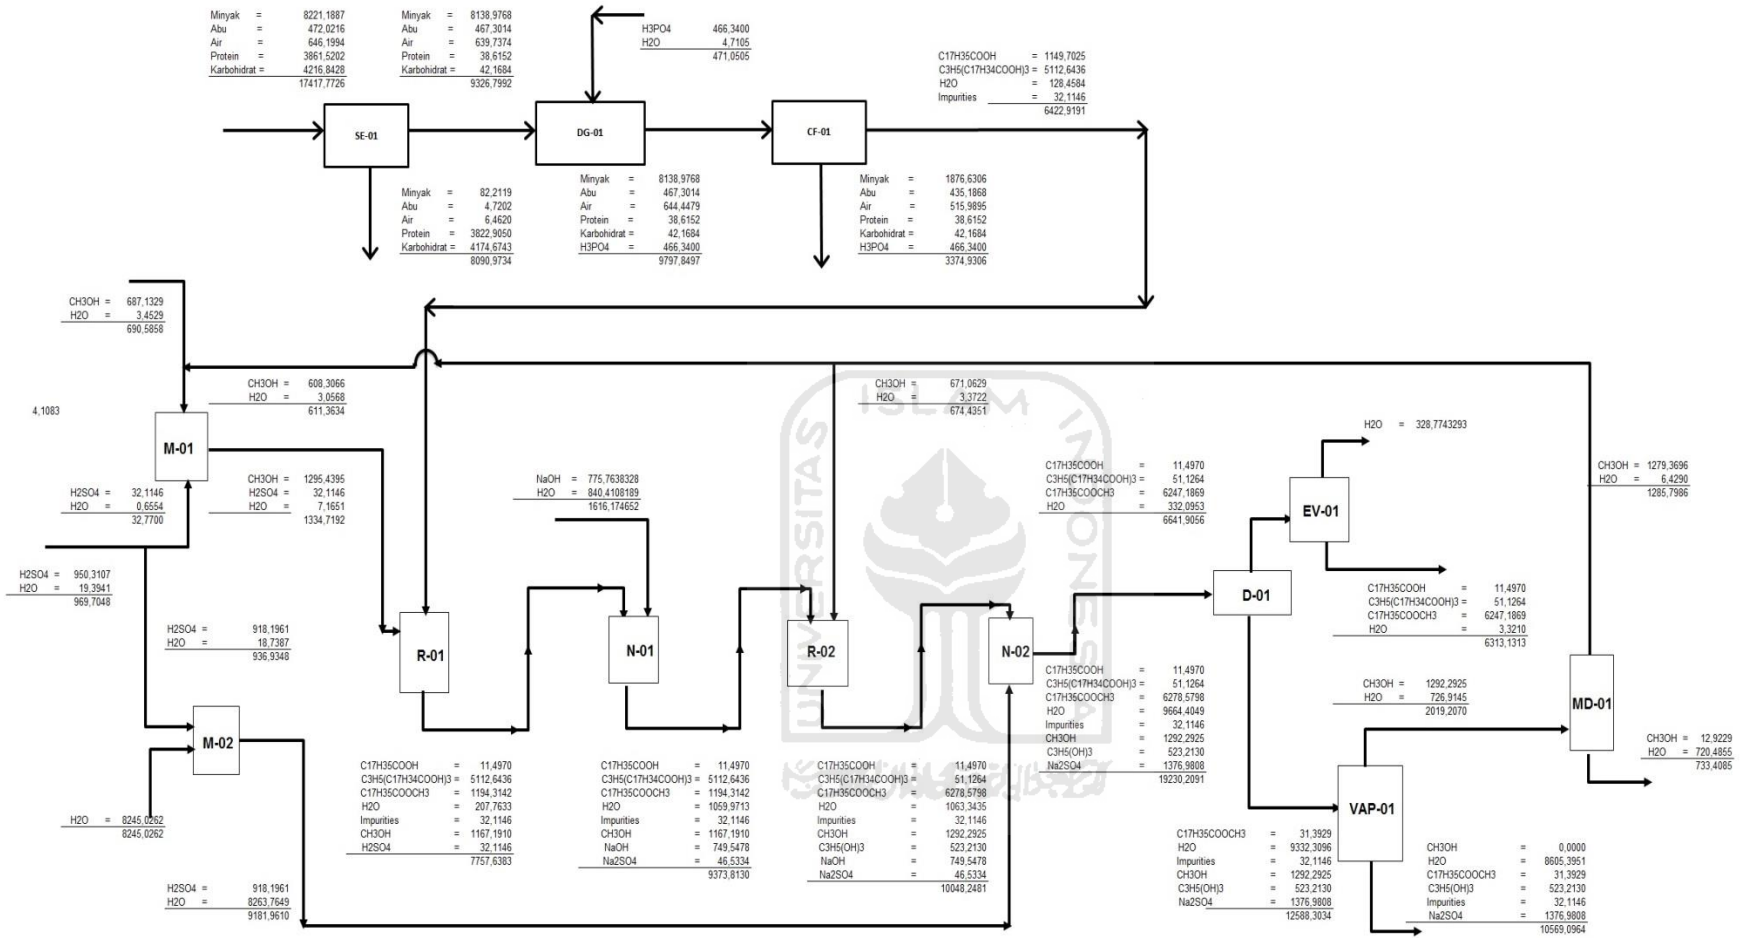 Minyak = 8221,1887
Abu = 472,0216
Air = 646,1994
Protein = 3861,5202
Karbohidrat = 4216,8428
17417,7726
Minyak = 8138,9768
Abu = 467,3014
Air = 639,7374
Protein = 38,6152
Karbohidrat = 42,1684
9326,7992
H3PO4 466,3400
H2O 4,7105
471,0505
C17H35COOH = 1149,7025
C3H5(C17H34COOH)3 = 5112,6436
H2O = 128,4584
Impurities = 32,1146
6422,9191
SE-01
DG-01
CF-01
Minyak = 82,2119
Abu = 4,7202
Air = 6,4620
Protein = 3822,9050
Karbohidrat = 4174,6743
8090,9734
Minyak = 8138,9768
Abu = 467,3014
Air = 644,4479
Protein = 38,6152
Karbohidrat = 42,1684
H3PO4 = 466,3400
9797,8497
Minyak = 1876,6306
Abu = 435,1868
Air = 515,9895
Protein = 38,6152
Karbohidrat = 42,1684
H3PO4 = 466,3400
3374,9306
CH3OH = 687,1329
H2O = 3,4529
690,5858
CH3OH = 608,3066
H2O = 3,0568
611,3634
4,1083
M-01
CH3OH = 671,0629
H2O = 3,3722
674,4351
ISLAM
UNIVERSITAS
INDONESIA
H2O = 328,7743293
H2SO4 = 32,1146
H2O = 0,6554
32,7700
CH3OH = 1295,4395
H2SO4 = 32,1146
H2O = 7,1651
1334,7192
NaOH = 775,7638328
H2O = 840,4108189
1616,174652
C17H35COOH = 11,4970
C3H5(C17H34COOH)3 = 51,1264
C17H35COOCH3 = 6247,1869
H2O = 332,0953
6641,9056
EV-01
CH3OH = 1279,3696
H2O = 6,4290
1285,7986
H2SO4 = 950,3107
H2O = 19,3941
969,7048
D-01
C17H35COOH = 11,4970
C3H5(C17H34COOH)3 = 51,1264
C17H35COOCH3 = 6247,1869
H2O = 3,3210
6313,1313
H2SO4 = 918,1961
H2O = 18,7387
936,9348
R-01
N-01
R-02
N-02
C17H35COOH = 11,4970
C3H5(C17H34COOH)3 = 51,1264
C17H35COOCH3 = 6278,5798
H2O = 9664,4049
Impurities = 32,1146
CH3OH = 1292,2925
C3H5(OH)3 = 523,2130
Na2SO4 = 1376,9808
19230,2091
CH3OH = 1292,2925
H2O = 726,9145
2019,2070
MD-01
CH3OH = 12,9229
H2O = 720,4855
733,4085
M-02
H2O = 8245,0262
8245,0262
C17H35COOH = 11,4970
C3H5(C17H34COOH)3 = 5112,6436
C17H35COOCH3 = 1194,3142
H2O = 207,7633
Impurities = 32,1146
CH3OH = 1167,1910
H2SO4 = 32,1146
7757,6383
C17H35COOH = 11,4970
C3H5(C17H34COOH)3 = 5112,6436
C17H35COOCH3 = 1194,3142
H2O = 1059,9713
Impurities = 32,1146
CH3OH = 1167,1910
NaOH = 749,5478
Na2SO4 = 46,5334
9373,8130
C17H35COOH = 11,4970
C3H5(C17H34COOH)3 = 51,1264
C17H35COOCH3 = 6278,5798
H2O = 1063,3435
Impurities = 32,1146
CH3OH = 1292,2925
C3H5(OH)3 = 523,2130
NaOH = 749,5478
Na2SO4 = 46,5334
10048,2481
VAP-01
C17H35COOCH3 = 31,3929
H2O = 9332,3096
Impurities = 32,1146
CH3OH = 1292,2925
C3H5(OH)3 = 523,2130
Na2SO4 = 1376,9808
12588,3034
CH3OH = 0,0000
H2O = 8605,3951
C17H35COOCH3 = 31,3929
C3H5(OH)3 = 523,2130
Impurities = 32,1146
Na2SO4 = 1376,9808
10569,0964
H2SO4 = 918,1961
H2O = 8263,7649
9181,9610